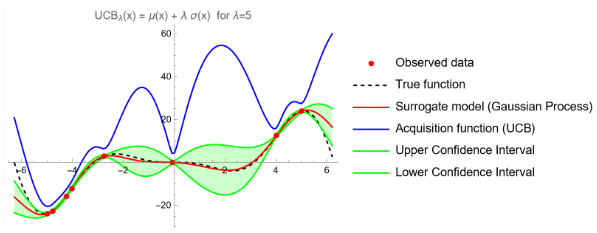 UCBλ(x) = μ(x) + λ σ(x) for λ=5
60
40
20
-6 -4 -2 2 4 6
-20
Observed data
True function
Surrogate model (Gaussian Process)
Acquisition function (UCB)
Upper Confidence Interval
Lower Confidence Interval